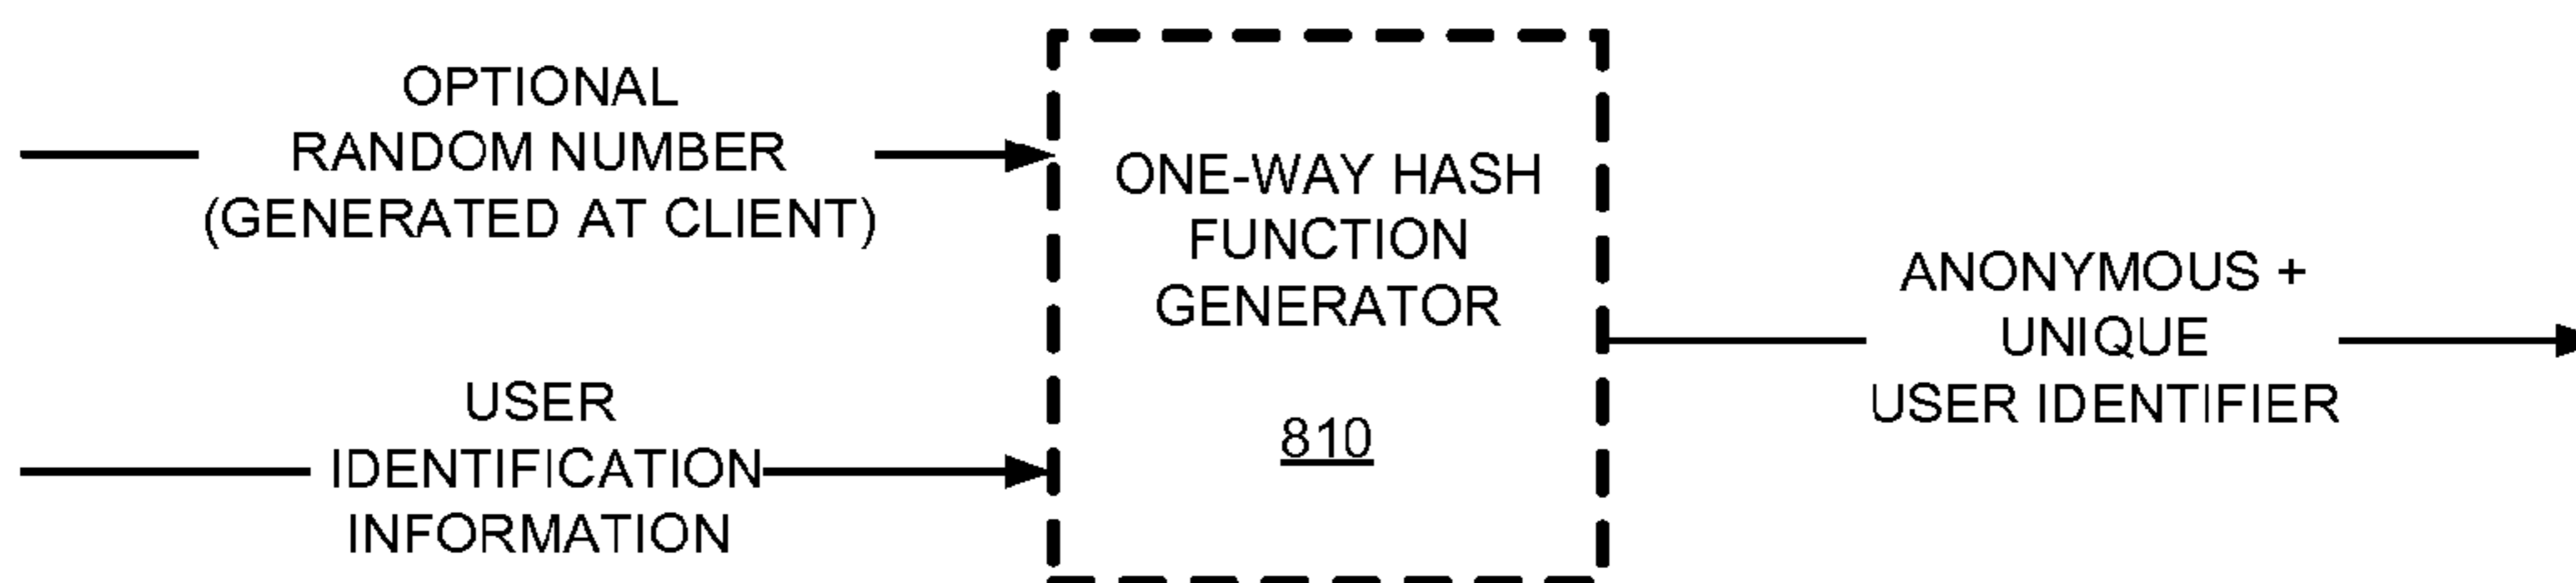 OPTIONAL
RANDOM NUMBER
(GENERATED AT CLIENT)
USER
IDENTIFICATION
INFORMATION
ONE-WAY HASH
FUNCTION
GENERATOR
810
ANONYMOUS +
UNIQUE
USER IDENTIFIER